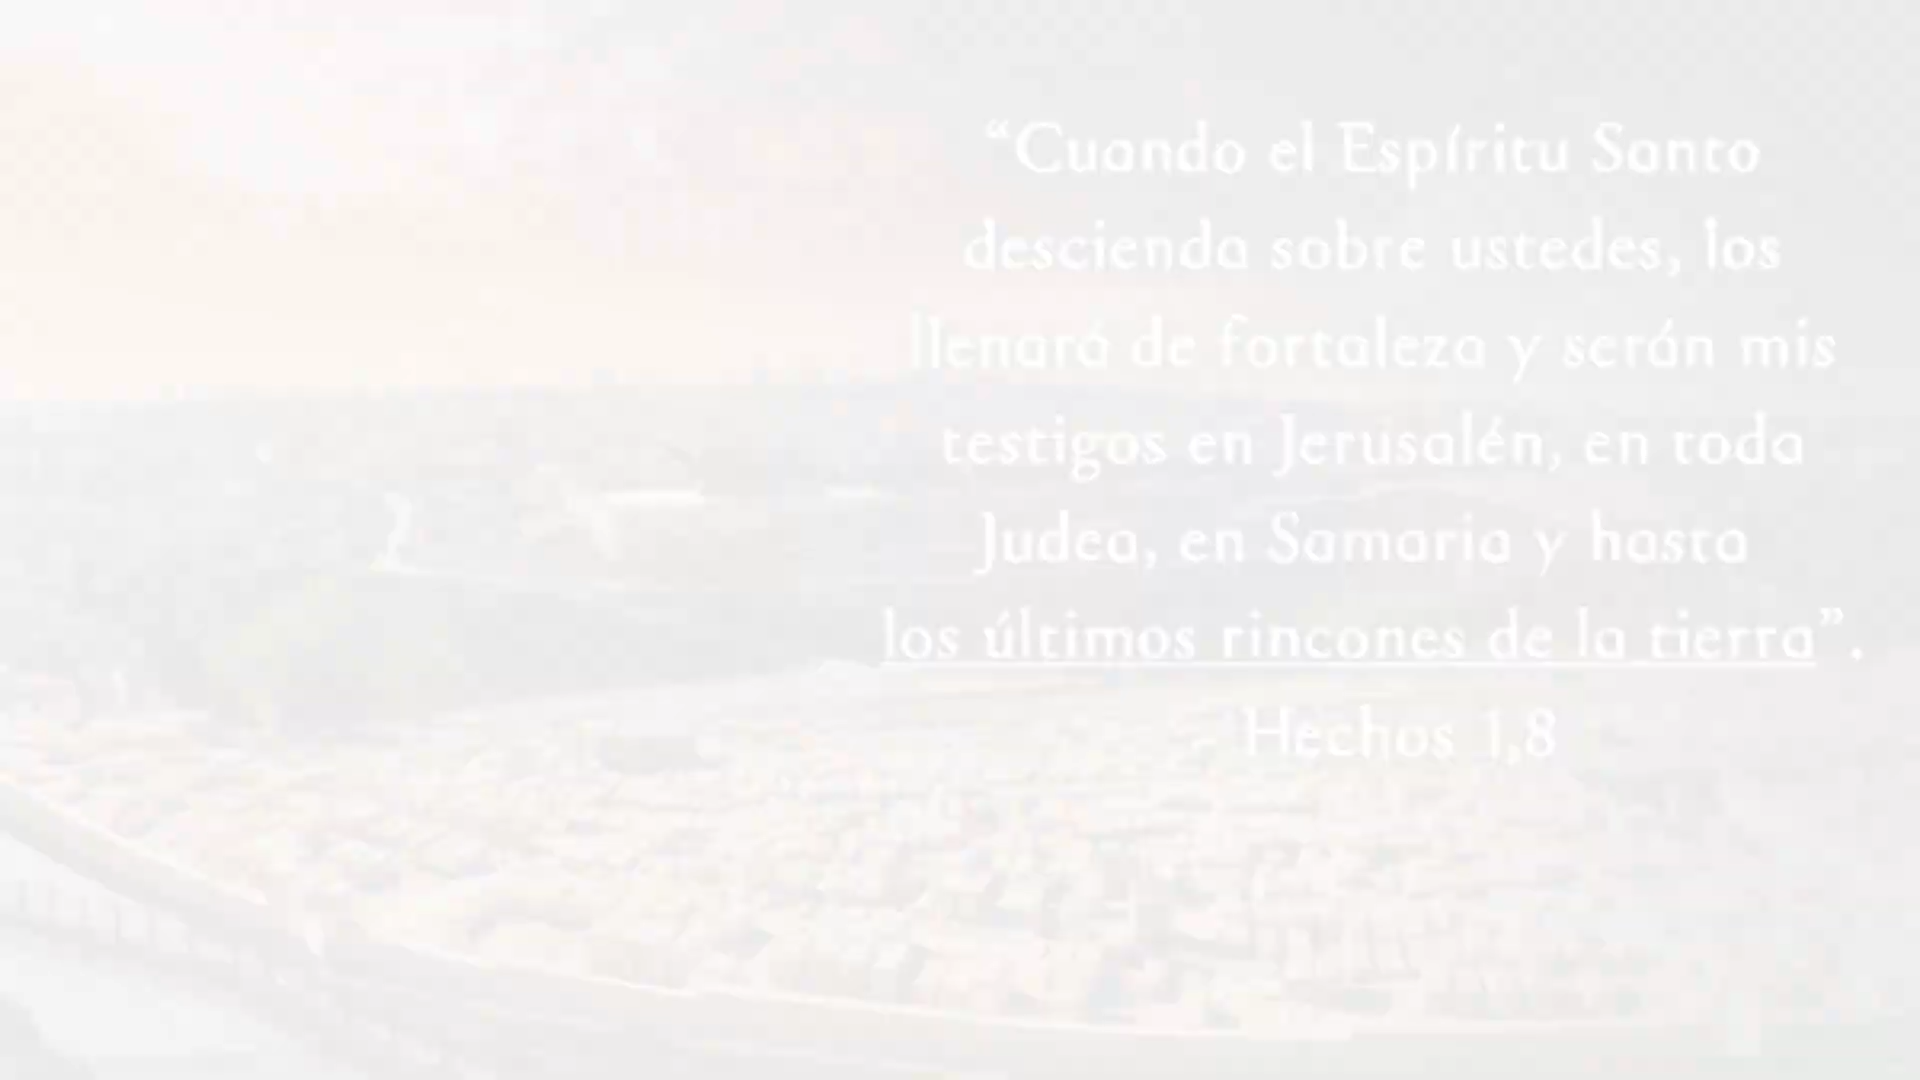 “Cuando el Espíritu Santo
descienda sobre ustedes, los
llenará de fortaleza y serán mis
testigos en Jerusalén, en toda
Judea, en Samaria y hasta
los últimos rincones de la tierra”.
Hechos 1,8